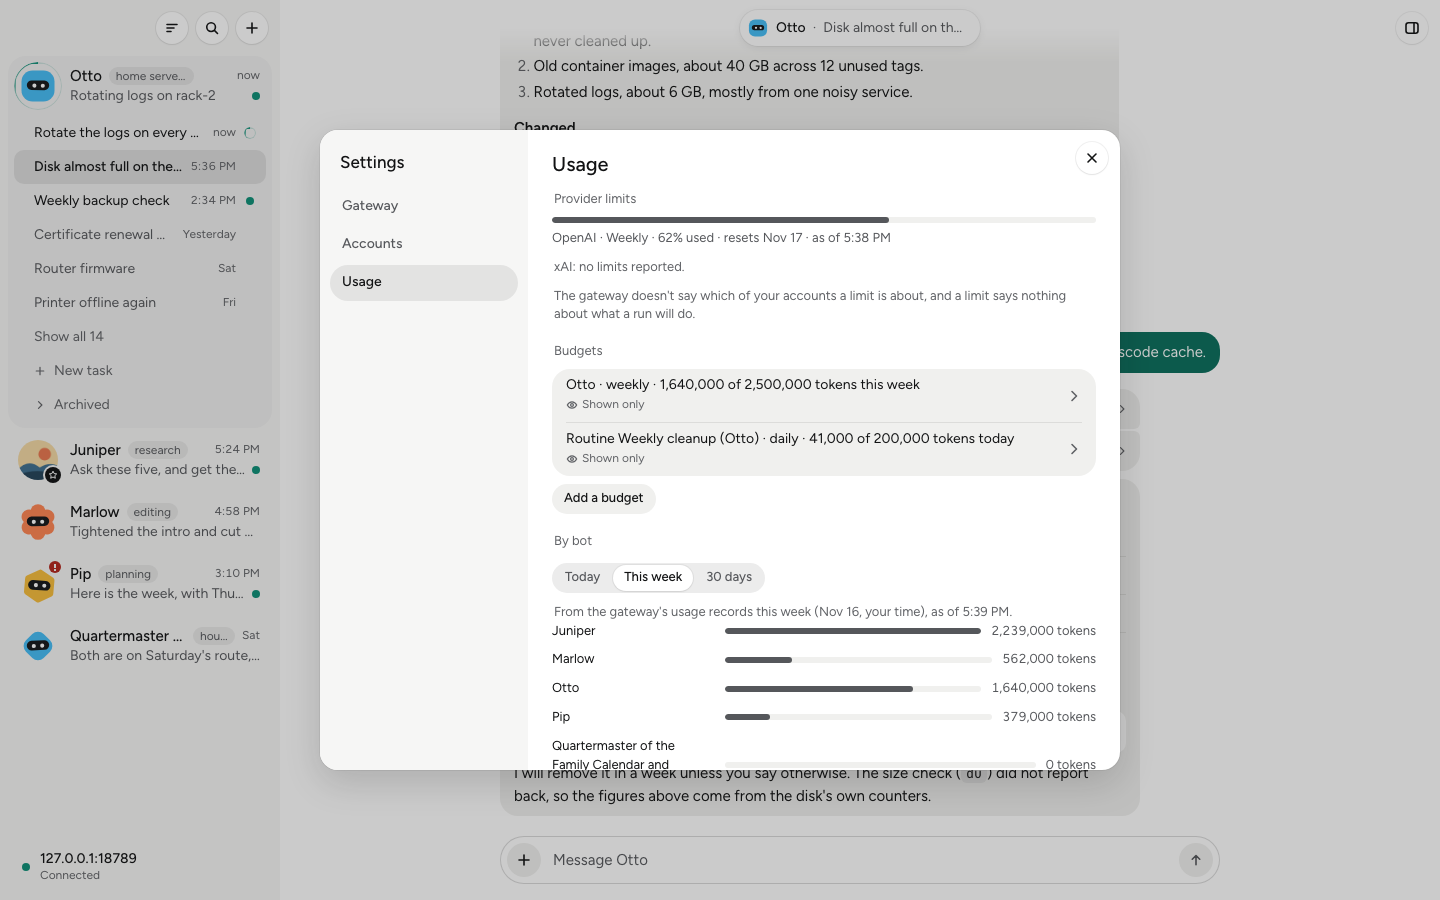 Otto
home serve...
now
Rotating logs on rack-2
Rotate the logs on every ... now
Disk almost full on the... 5:36 PM
Weekly backup check 2:34 PM
Certificate renewal ... Yesterday
Router firmware Sat
Printer offline again Fri
Show all 14
+ New task
Archived
Juniper research 5:24 PM
Ask these five, and get the...
Marlow editing 4:58 PM
Tightened the intro and cut ...
Pip planning 3:10 PM
Here is the week, with Thu...
Quartermaster ... hou... Sat
Both are on Saturday's route,...
127.0.0.1:18789
Connected
Otto · Disk almost full on th...
never cleaned up.
2. Old container images, about 40 GB across 12 unused tags.
3. Rotated logs, about 6 GB, mostly from one noisy service.
Changed
scode cache.
Settings
Gateway
Accounts
Usage
Usage
Provider limits
OpenAI · Weekly · 62% used · resets Nov 17 · as of 5:38 PM
xAI: no limits reported.
The gateway doesn't say which of your accounts a limit is about, and a limit says nothing
about what a run will do.
Budgets
Otto · weekly · 1,640,000 of 2,500,000 tokens this week
Shown only
Routine Weekly cleanup (Otto) · daily · 41,000 of 200,000 tokens today
Shown only
Add a budget
By bot
Today This week 30 days
From the gateway's usage records this week (Nov 16, your time), as of 5:39 PM.
Juniper 2,239,000 tokens
Marlow 562,000 tokens
Otto 1,640,000 tokens
Pip 379,000 tokens
Quartermaster of the
Family Calendar and 0 tokens
I will remove it in a week unless you say otherwise. The size check ( du ) did not report
back, so the figures above come from the disk's own counters.
Message Otto